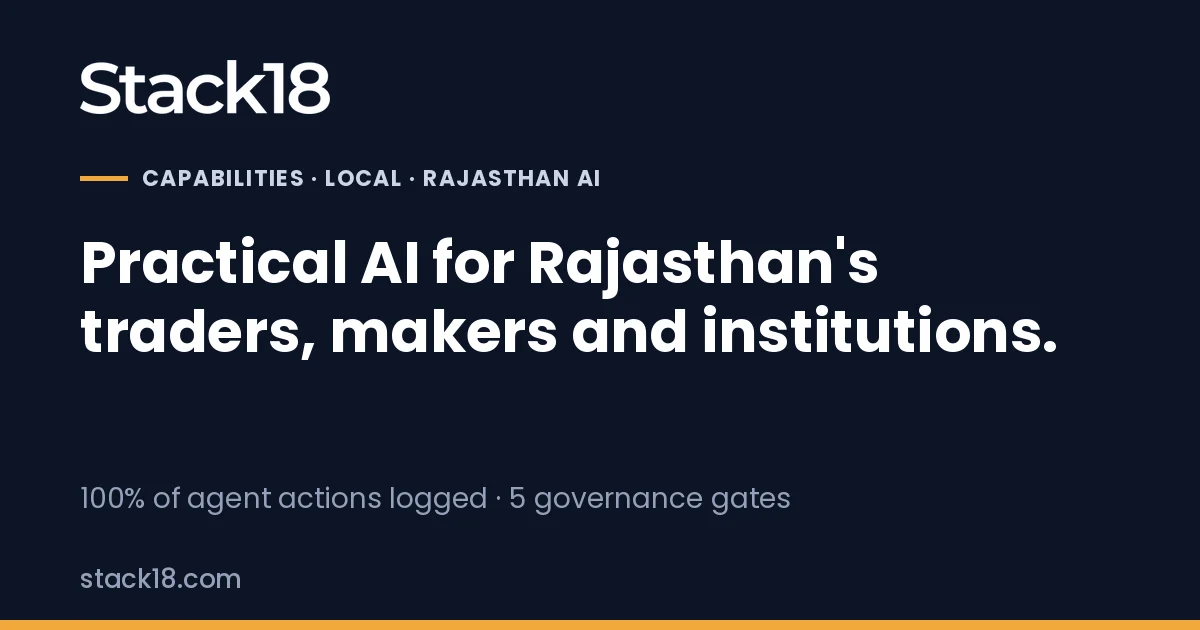 Stack18
CAPABILITIES · LOCAL · RAJASTHAN AI
Practical AI for Rajasthan's
traders, makers and institutions.
100% of agent actions logged · 5 governance gates
stack18.com